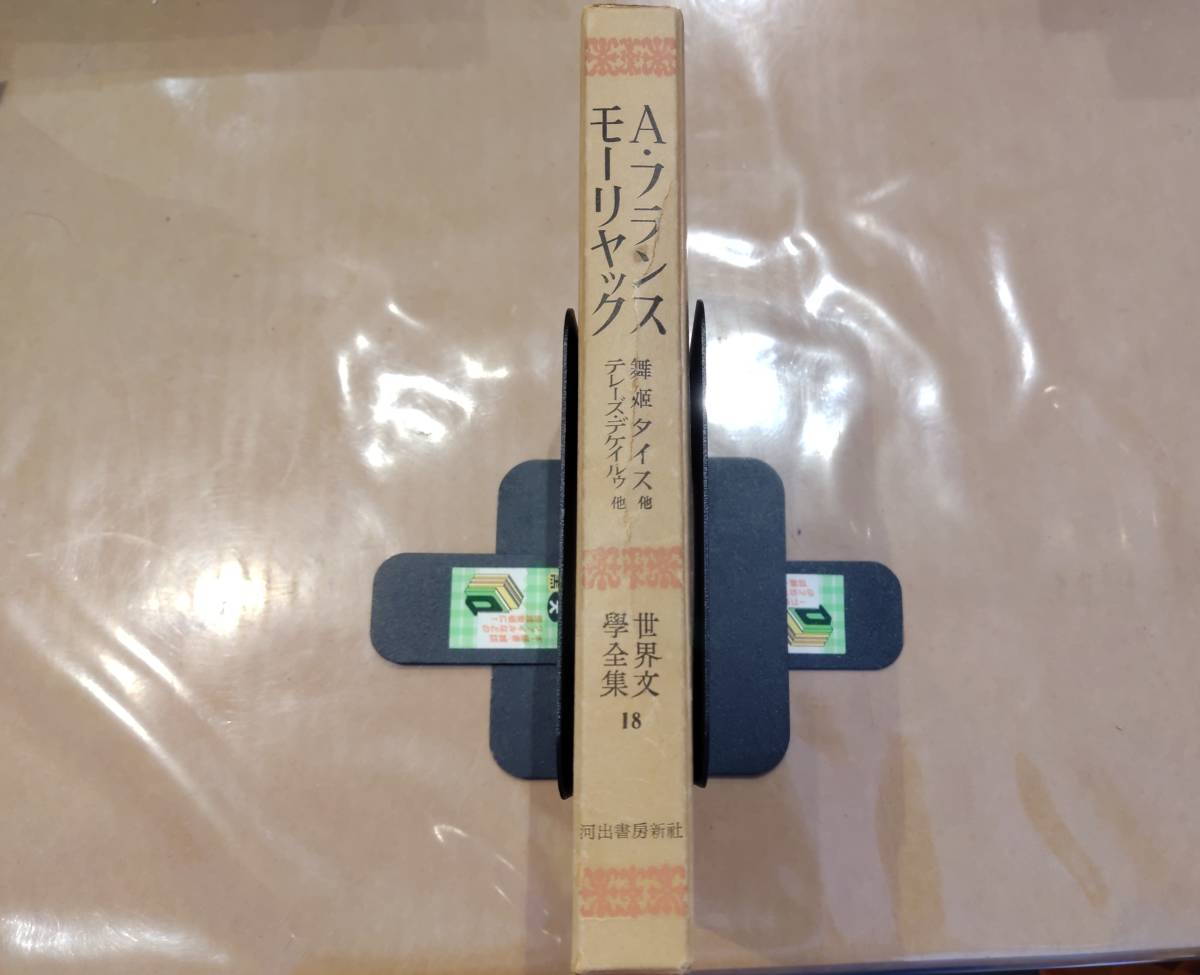 A・フランス
モーリヤック
舞姫タイス 他
テレーズ・デケイルゥ 他
世界文
學全集
18
河出書房新社